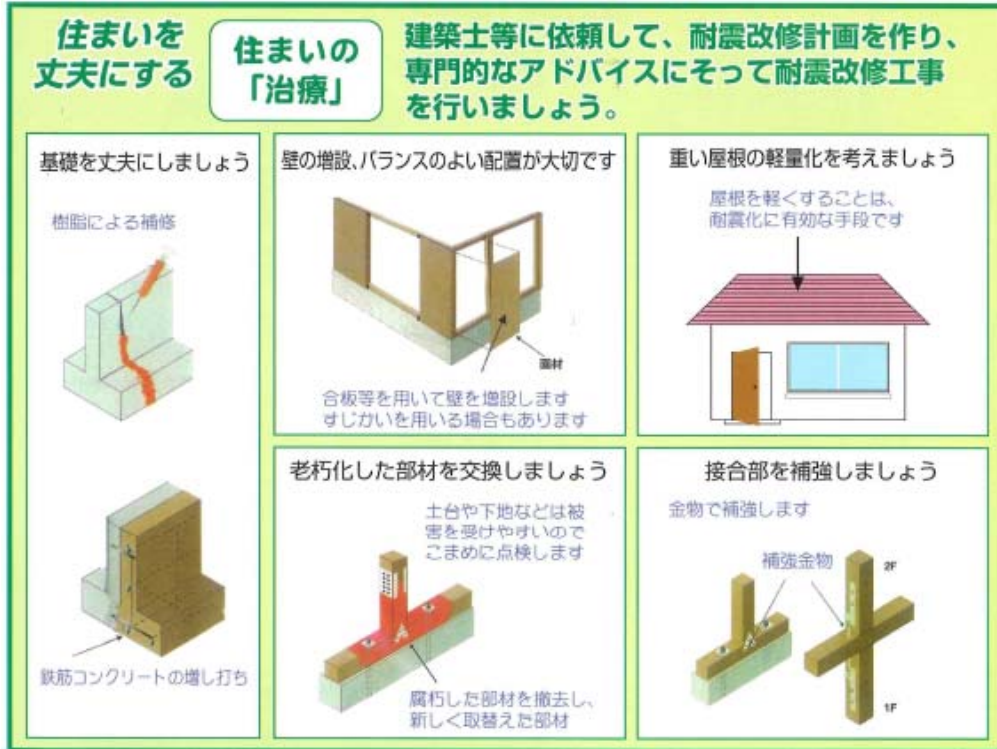 住まいを
丈夫にする
住まいの
「治療」
建築士等に依頼して、耐震改修計画を作り、
専門的なアドバイスにそって耐震改修工事
を行いましょう。
基礎を丈夫にしましょう
樹脂による補修
鉄筋コンクリートの増し打ち
壁の増設、バランスのよい配置が大切です
面材
合板等を用いて壁を増設します
すじかいを用いる場合もあります
重い屋根の軽量化を考えましょう
屋根を軽くすることは、
耐震化に有効な手段です
老朽化した部材を交換しましょう
土台や下地などは被
害を受けやすいので
こまめに点検します
腐朽した部材を撤去し、
新しく取替えた部材
接合部を補強しましょう
金物で補強します
補強金物
2F
1F